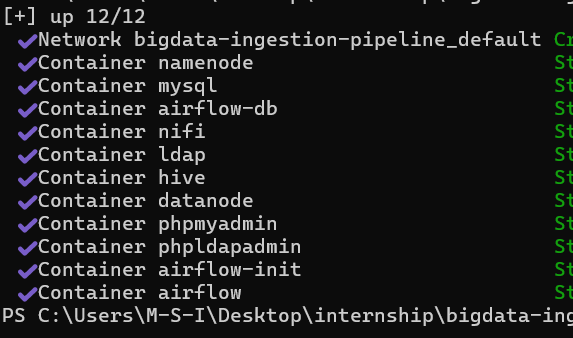 [+] up 12/12
✔Network bigdata-ingestion-pipeline_default Cr
✔Container namenode St
✔Container mysql St
✔Container airflow-db St
✔Container nifi St
✔Container ldap St
✔Container hive St
✔Container datanode St
✔Container phpmyadmin St
✔Container phpldapadmin St
✔Container airflow-init St
✔Container airflow St
PS C:\Users\M-S-I\Desktop\internship\bigdata-ing